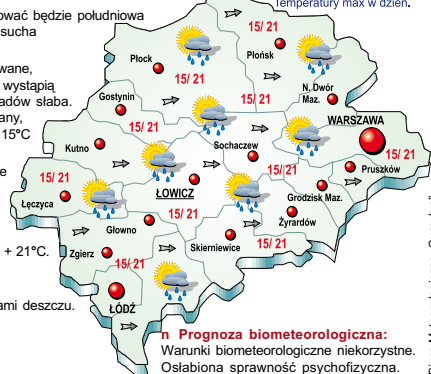 ować będzie południowa
sucha
wane,
wystąpią
adów słaba.
any,
15°C
e
+ 21°C.
ami deszczu.
Temperatury max w dzień.
Płock
15/ 21
Płońsk
15/ 21
Gostynin
15/ 21
N. Dwór
Maz.
WARSZAWA
15/ 21
Kutno
Sochaczew
Pruszków
15/ 21
15/ 21
Łęczyca
ŁOWICZ
Grodzisk Maz.
15/ 21
Głowno
Żyrardów
Skierniewice
15/ 21
Zgierz
15/ 21
ŁÓDŹ
n Prognoza biometeorologiczna:
Warunki biometeorologiczne niekorzystne.
Osłabiona sprawność psychofizyczna.